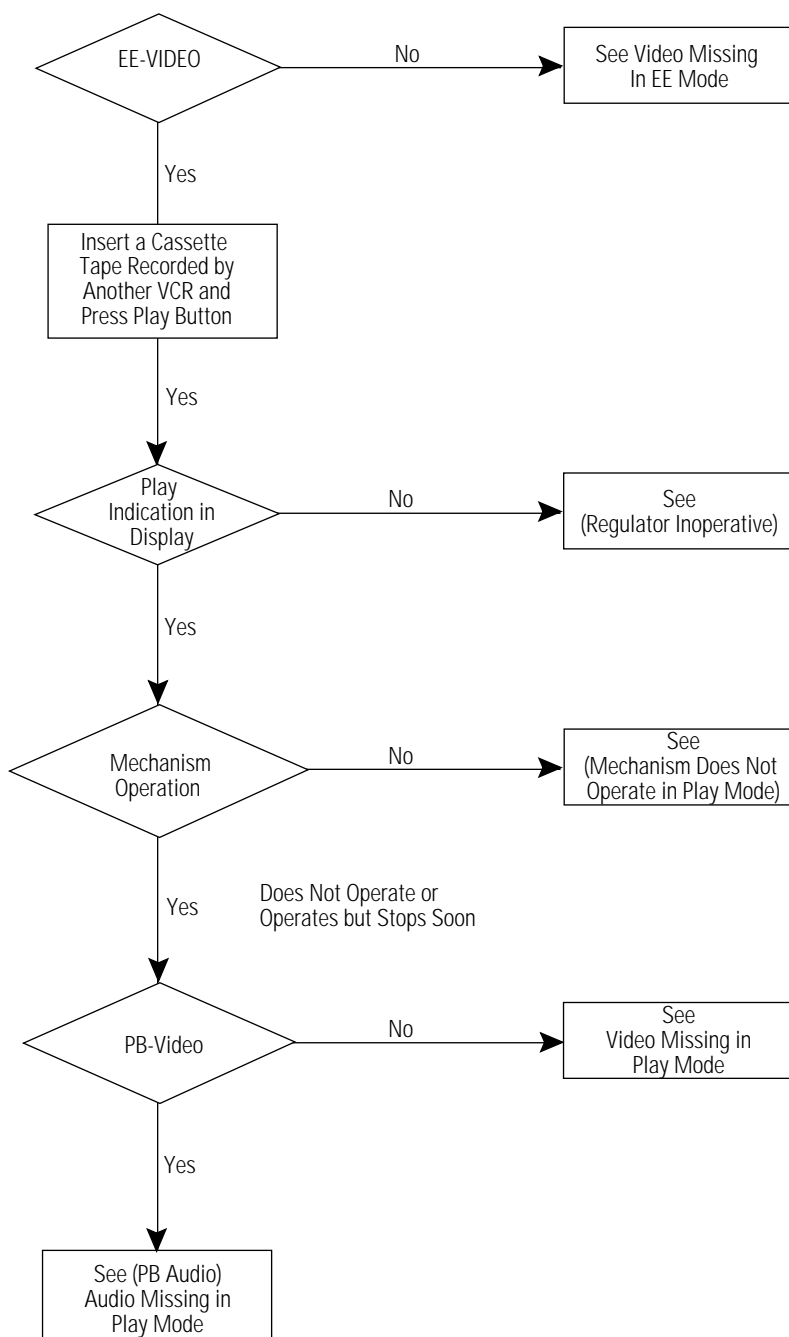 EE-VIDEO
No
See Video Missing
In EE Mode
Yes
Insert a Cassette
Tape Recorded by
Another VCR and
Press Play Button
Yes
Play
Indication in
Display
No
See
(Regulator Inoperative)
Yes
Mechanism
Operation
No
See
(Mechanism Does Not
Operate in Play Mode)
Yes
Does Not Operate or
Operates but Stops Soon
PB-Video
No
See
Video Missing in
Play Mode
Yes
See (PB Audio)
Audio Missing in
Play Mode